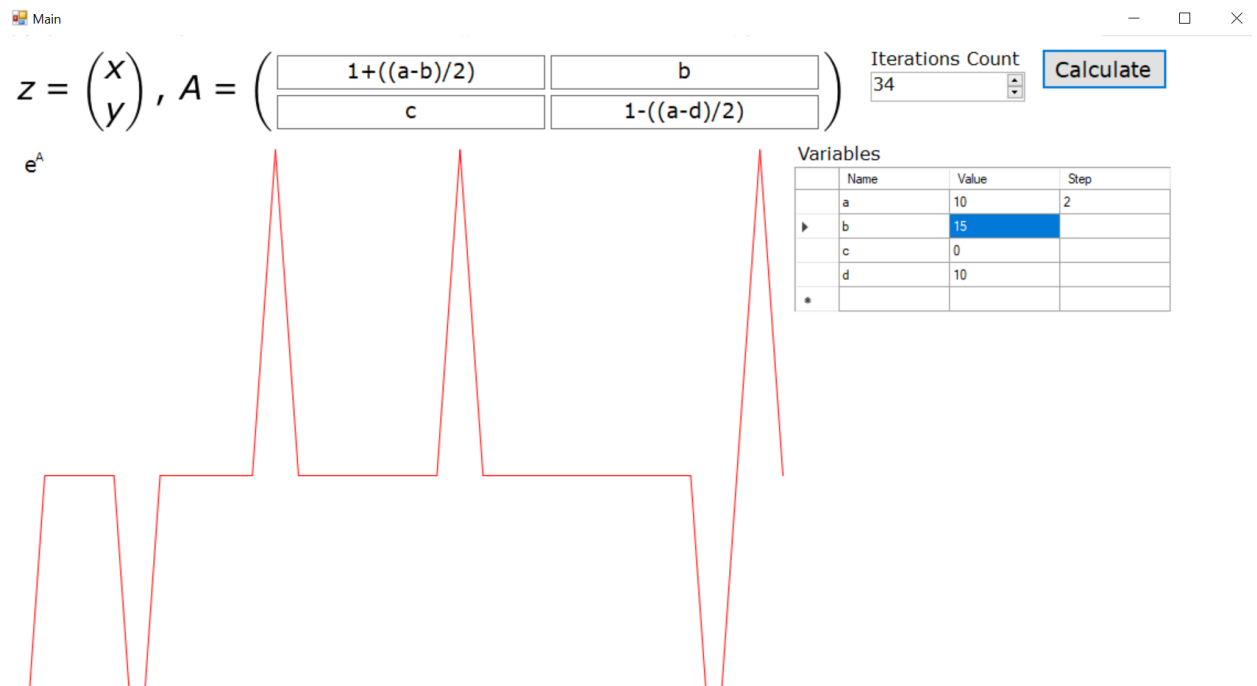 Main
z = (x y) , A = ( 1+((a-b)/2) b
c 1-((a-d)/2) )
Iterations Count
34
Calculate
e^A
Variables
Name Value Step
a 10 2
b 15
c 0
d 10